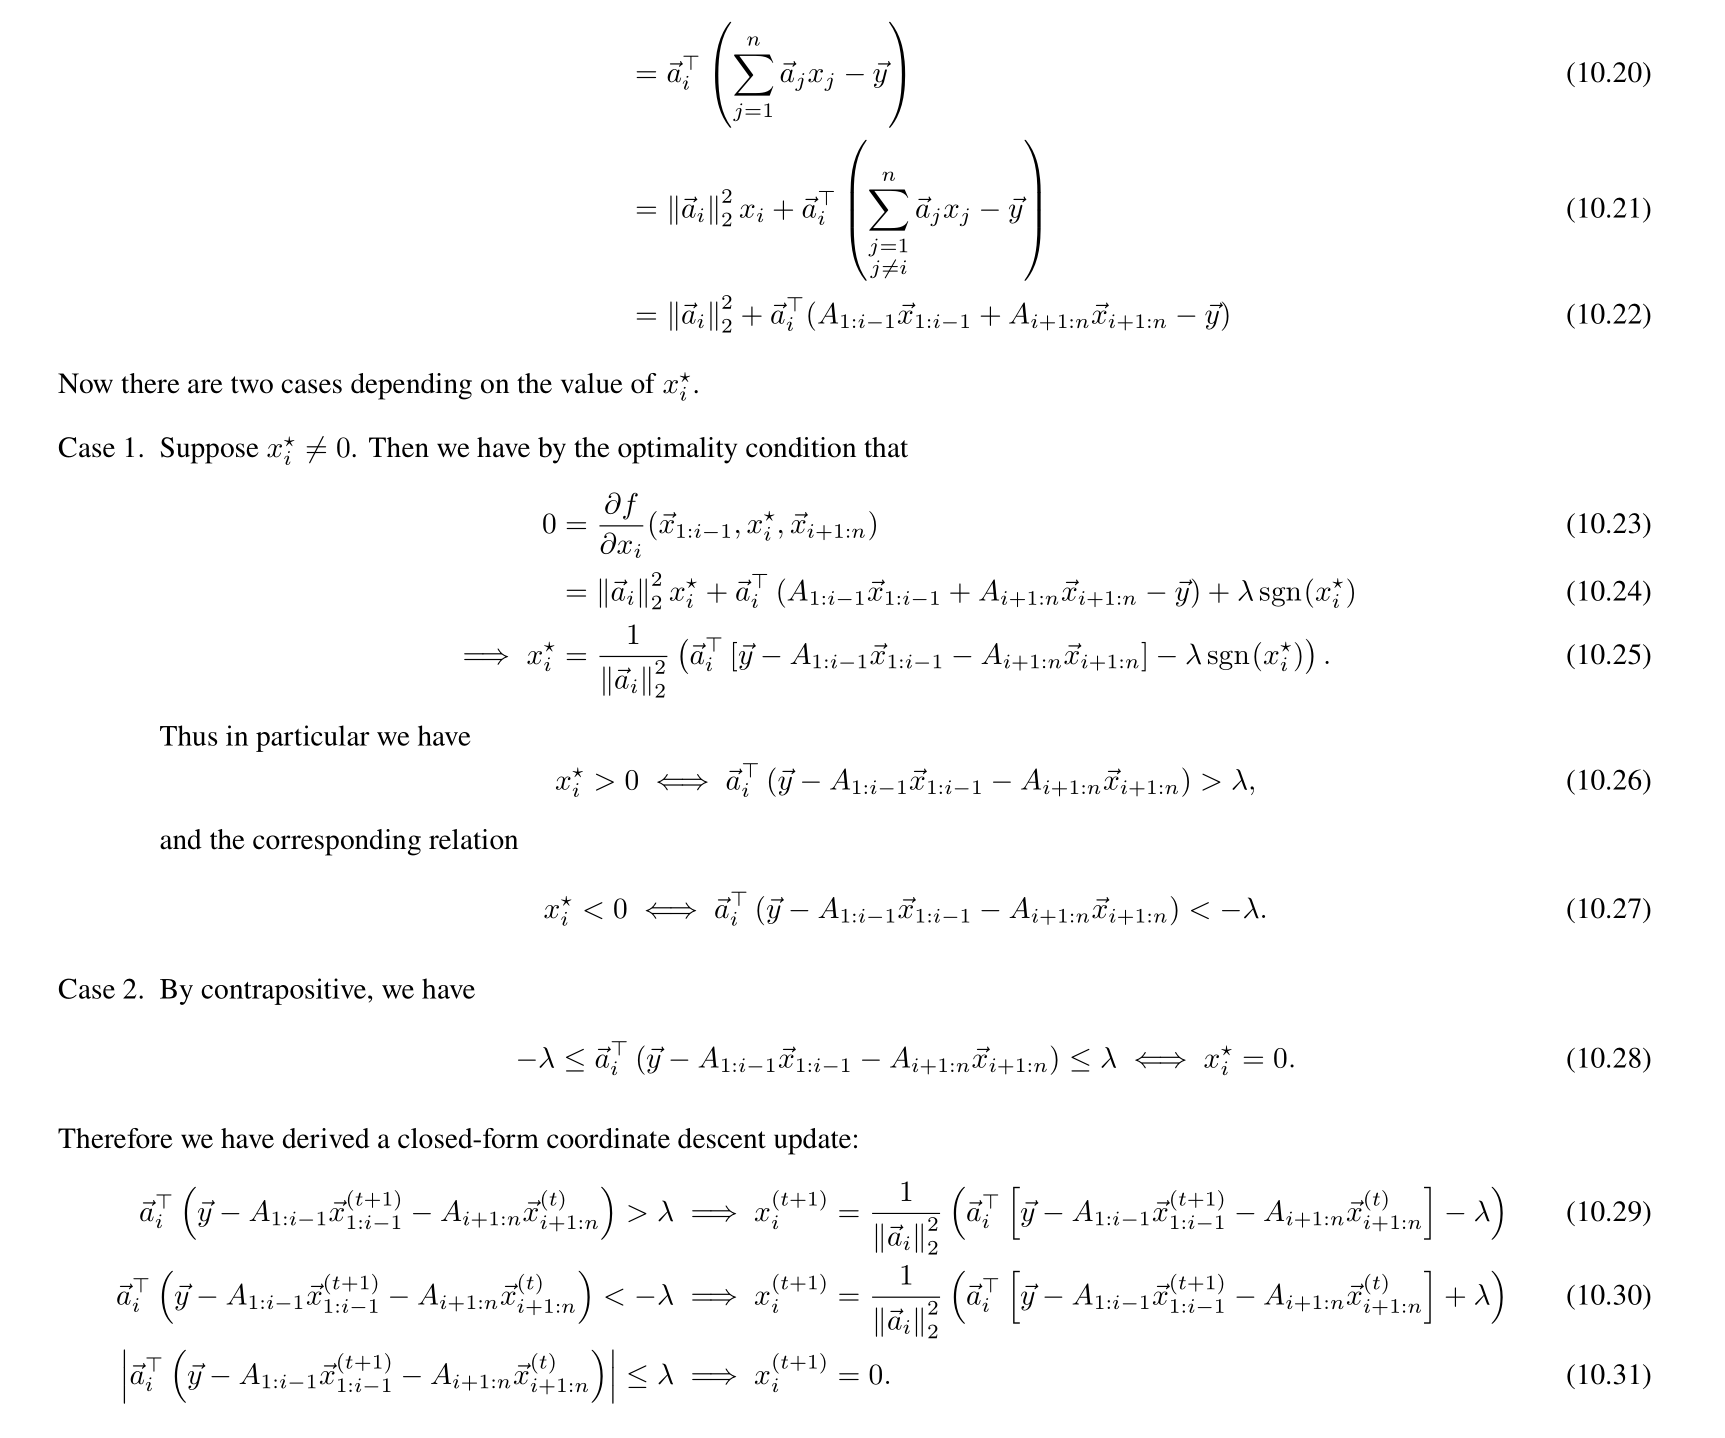 $= \vec{a}_i^\top \left( \sum_{j=1}^{n} \vec{a}_j x_j - \vec{y} \right)$ (10.20)
$= \|\vec{a}_i\|_2^2 \, x_i + \vec{a}_i^\top \left( \sum_{\substack{j=1 \\ j \neq i}}^{n} \vec{a}_j x_j - \vec{y} \right)$ (10.21)
$= \|\vec{a}_i\|_2^2 + \vec{a}_i^\top (A_{1:i-1} \vec{x}_{1:i-1} + A_{i+1:n} \vec{x}_{i+1:n} - \vec{y})$ (10.22)
Now there are two cases depending on the value of $x_i^\star$.
Case 1. Suppose $x_i^\star \neq 0$. Then we have by the optimality condition that
$0 = \frac{\partial f}{\partial x_i}(\vec{x}_{1:i-1}, x_i^\star, \vec{x}_{i+1:n})$ (10.23)
$= \|\vec{a}_i\|_2^2 \, x_i^\star + \vec{a}_i^\top (A_{1:i-1} \vec{x}_{1:i-1} + A_{i+1:n} \vec{x}_{i+1:n} - \vec{y}) + \lambda \operatorname{sgn}(x_i^\star)$ (10.24)
$\implies x_i^\star = \frac{1}{\|\vec{a}_i\|_2^2} \left( \vec{a}_i^\top [\vec{y} - A_{1:i-1} \vec{x}_{1:i-1} - A_{i+1:n} \vec{x}_{i+1:n}] - \lambda \operatorname{sgn}(x_i^\star) \right).$ (10.25)
Thus in particular we have
$x_i^\star > 0 \iff \vec{a}_i^\top (\vec{y} - A_{1:i-1} \vec{x}_{1:i-1} - A_{i+1:n} \vec{x}_{i+1:n}) > \lambda,$ (10.26)
and the corresponding relation
$x_i^\star < 0 \iff \vec{a}_i^\top (\vec{y} - A_{1:i-1} \vec{x}_{1:i-1} - A_{i+1:n} \vec{x}_{i+1:n}) < -\lambda.$ (10.27)
Case 2. By contrapositive, we have
$-\lambda \leq \vec{a}_i^\top (\vec{y} - A_{1:i-1} \vec{x}_{1:i-1} - A_{i+1:n} \vec{x}_{i+1:n}) \leq \lambda \iff x_i^\star = 0.$ (10.28)
Therefore we have derived a closed-form coordinate descent update:
$\vec{a}_i^\top \left( \vec{y} - A_{1:i-1} \vec{x}_{1:i-1}^{(t+1)} - A_{i+1:n} \vec{x}_{i+1:n}^{(t)} \right) > \lambda \implies x_i^{(t+1)} = \frac{1}{\|\vec{a}_i\|_2^2} \left( \vec{a}_i^\top \left[ \vec{y} - A_{1:i-1} \vec{x}_{1:i-1}^{(t+1)} - A_{i+1:n} \vec{x}_{i+1:n}^{(t)} \right] - \lambda \right)$ (10.29)
$\vec{a}_i^\top \left( \vec{y} - A_{1:i-1} \vec{x}_{1:i-1}^{(t+1)} - A_{i+1:n} \vec{x}_{i+1:n}^{(t)} \right) < -\lambda \implies x_i^{(t+1)} = \frac{1}{\|\vec{a}_i\|_2^2} \left( \vec{a}_i^\top \left[ \vec{y} - A_{1:i-1} \vec{x}_{1:i-1}^{(t+1)} - A_{i+1:n} \vec{x}_{i+1:n}^{(t)} \right] + \lambda \right)$ (10.30)
$\left| \vec{a}_i^\top \left( \vec{y} - A_{1:i-1} \vec{x}_{1:i-1}^{(t+1)} - A_{i+1:n} \vec{x}_{i+1:n}^{(t)} \right) \right| \leq \lambda \implies x_i^{(t+1)} = 0.$ (10.31)